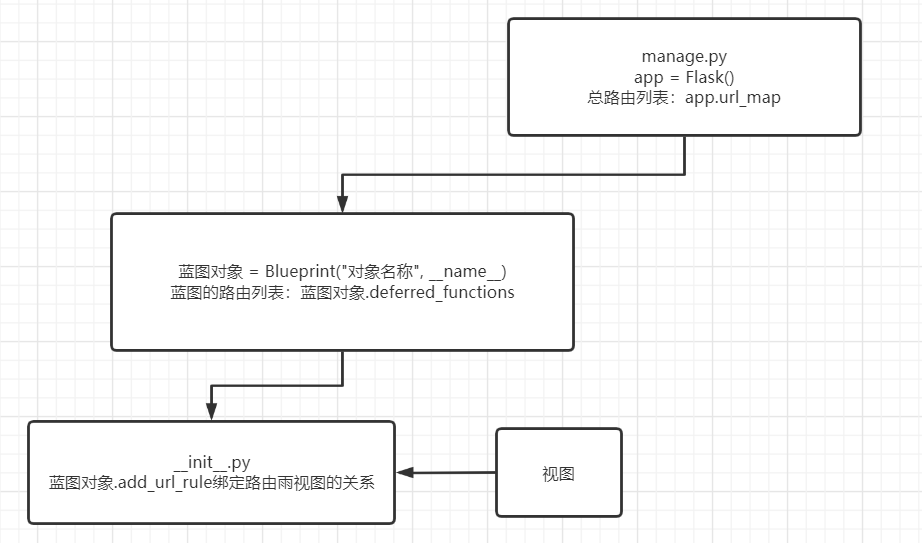 manage.py
app = Flask()
总路由列表：app.url_map
蓝图对象 = Blueprint("对象名称", __name__)
蓝图的路由列表：蓝图对象.deferred_functions
__init__.py
蓝图对象.add_url_rule绑定路由雨视图的关系
视图